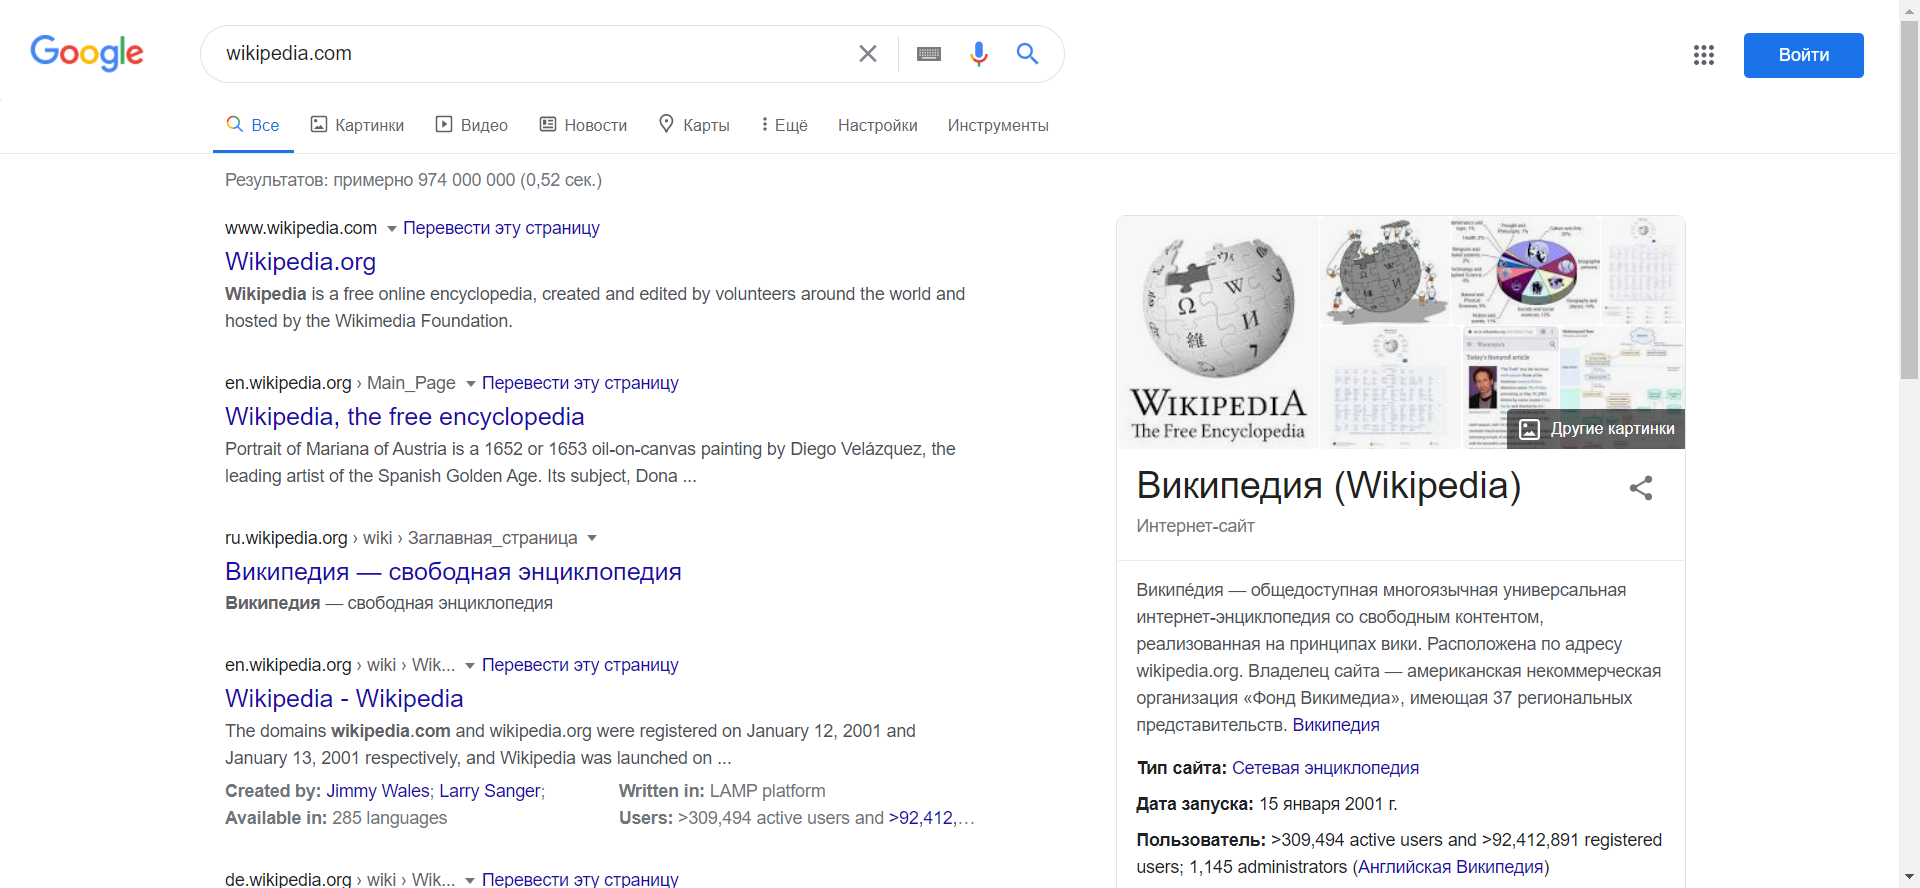 Google
wikipedia.com
Войти
Все
Картинки
Видео
Новости
Карты
Ещё
Настройки
Инструменты
Результатов: примерно 974 000 000 (0,52 сек.)
www.wikipedia.com Перевести эту страницу
Wikipedia.org
Wikipedia is a free online encyclopedia, created and edited by volunteers around the world and
hosted by the Wikimedia Foundation.
en.wikipedia.org › Main_Page Перевести эту страницу
Wikipedia, the free encyclopedia
Portrait of Mariana of Austria is a 1652 or 1653 oil-on-canvas painting by Diego Velázquez, the
leading artist of the Spanish Golden Age. Its subject, Dona ...
ru.wikipedia.org › wiki › Заглавная_страница
Википедия — свободная энциклопедия
Википедия — свободная энциклопедия
en.wikipedia.org › wiki › Wik... Перевести эту страницу
Wikipedia - Wikipedia
The domains wikipedia.com and wikipedia.org were registered on January 12, 2001 and
January 13, 2001 respectively, and Wikipedia was launched on ...
Created by: Jimmy Wales; Larry Sanger;
Written in: LAMP platform
Available in: 285 languages
Users: >309,494 active users and >92,412,…
de.wikipedia.org › wiki › Wik... Перевести эту страницу
WIKIPEDIA
The Free Encyclopedia
Today's featured article
Другие картинки
Википедия (Wikipedia)
Интернет-сайт
Википе́дия — общедоступная многоязычная универсальная
интернет-энциклопедия со свободным контентом,
реализованная на принципах вики. Расположена по адресу
wikipedia.org. Владелец сайта — американская некоммерческая
организация «Фонд Викимедиа», имеющая 37 региональных
представительств. Википедия
Тип сайта: Сетевая энциклопедия
Дата запуска: 15 января 2001 г.
Пользователь: >309,494 active users and >92,412,891 registered
users; 1,145 administrators (Английская Википедия)